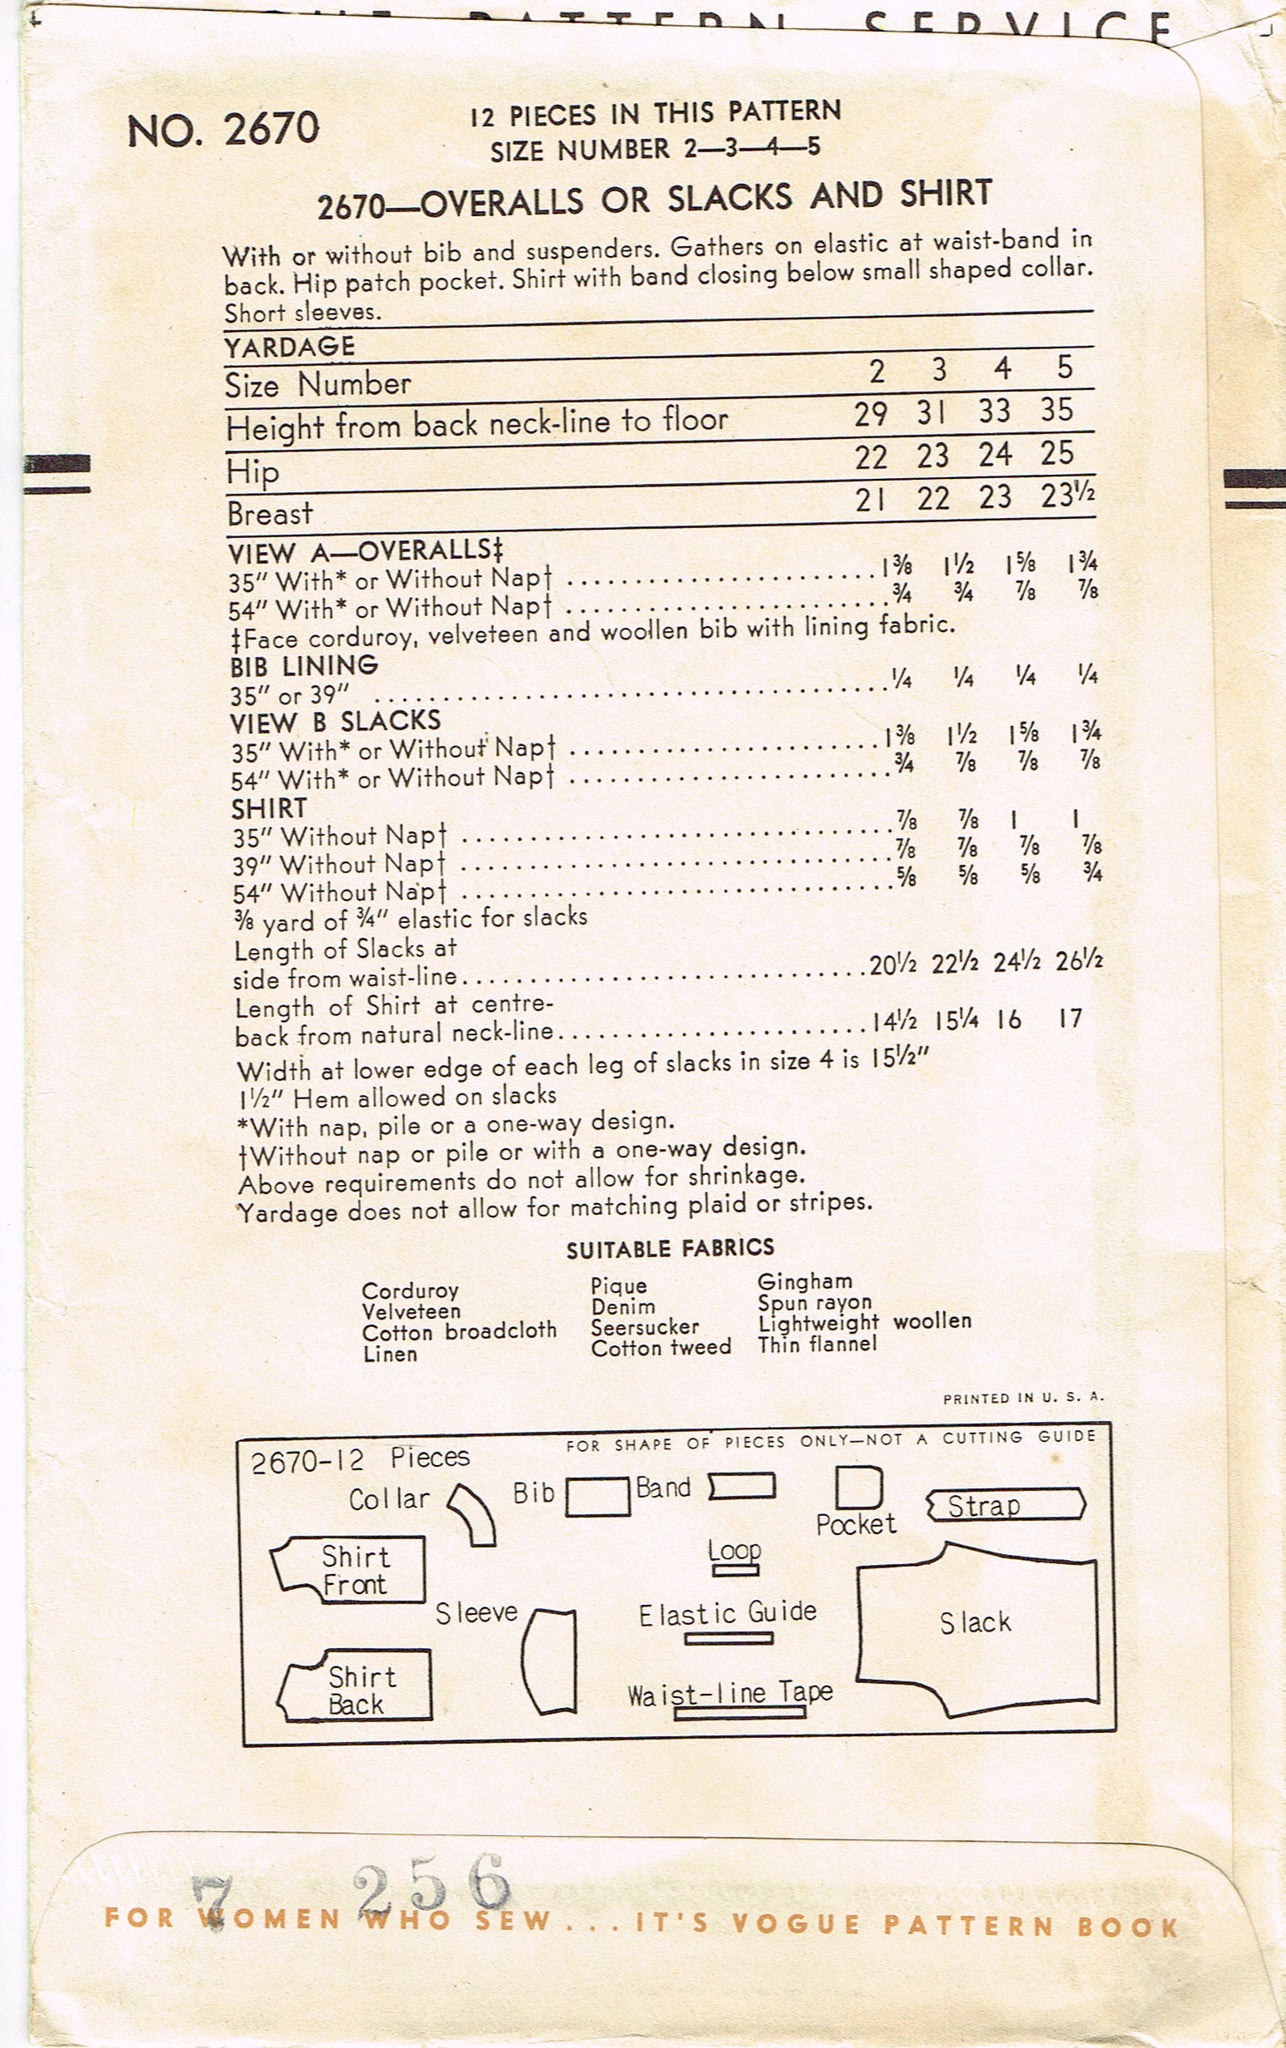 NO. 2670
12 PIECES IN THIS PATTERN
SIZE NUMBER 2—3—4—5
2670—OVERALLS OR SLACKS AND SHIRT
With or without bib and suspenders. Gathers on elastic at waist-band in
back. Hip patch pocket. Shirt with band closing below small shaped collar.
Short sleeves.
YARDAGE
Size Number 2 3 4 5
Height from back neck-line to floor 29 31 33 35
Hip 22 23 24 25
Breast 21 22 23 23½
VIEW A—OVERALLS‡
35" With* or Without Nap† ........................ 1⅜ 1½ 1⅝ 1¾
54" With* or Without Nap† ........................ ¾ ¾ ⅞ ⅞
‡Face corduroy, velveteen and woollen bib with lining fabric.
BIB LINING
35" or 39" ........................................ ¼ ¼ ¼ ¼
VIEW B SLACKS
35" With* or Without Nap† ........................ 1⅜ 1½ 1⅝ 1¾
54" With* or Without Nap† ........................ ¾ ⅞ ⅞ ⅞
SHIRT
35" Without Nap† ................................ ⅞ ⅞ 1 1
39" Without Nap† ................................ ⅞ ⅞ ⅞ ⅞
54" Without Nap† ................................ ⅝ ⅝ ⅝ ¾
⅜ yard of ¾" elastic for slacks
Length of Slacks at
side from waist-line................................ 20½ 22½ 24½ 26½
Length of Shirt at centre-
back from natural neck-line........................ 14½ 15¼ 16 17
Width at lower edge of each leg of slacks in size 4 is 15½"
1½" Hem allowed on slacks
*With nap, pile or a one-way design.
†Without nap or pile or with a one-way design.
Above requirements do not allow for shrinkage.
Yardage does not allow for matching plaid or stripes.
SUITABLE FABRICS
Corduroy Pique Gingham
Velveteen Denim Spun rayon
Cotton broadcloth Seersucker Lightweight woollen
Linen Cotton tweed Thin flannel
PRINTED IN U. S. A.
2670-12 Pieces
FOR SHAPE OF PIECES ONLY—NOT A CUTTING GUIDE
Collar
Bib
Band
Pocket
Strap
Shirt
Front
Loop
Sleeve
Elastic Guide
Slack
Shirt
Back
Waist-line Tape
7 256
FOR WOMEN WHO SEW... IT'S VOGUE PATTERN BOOK